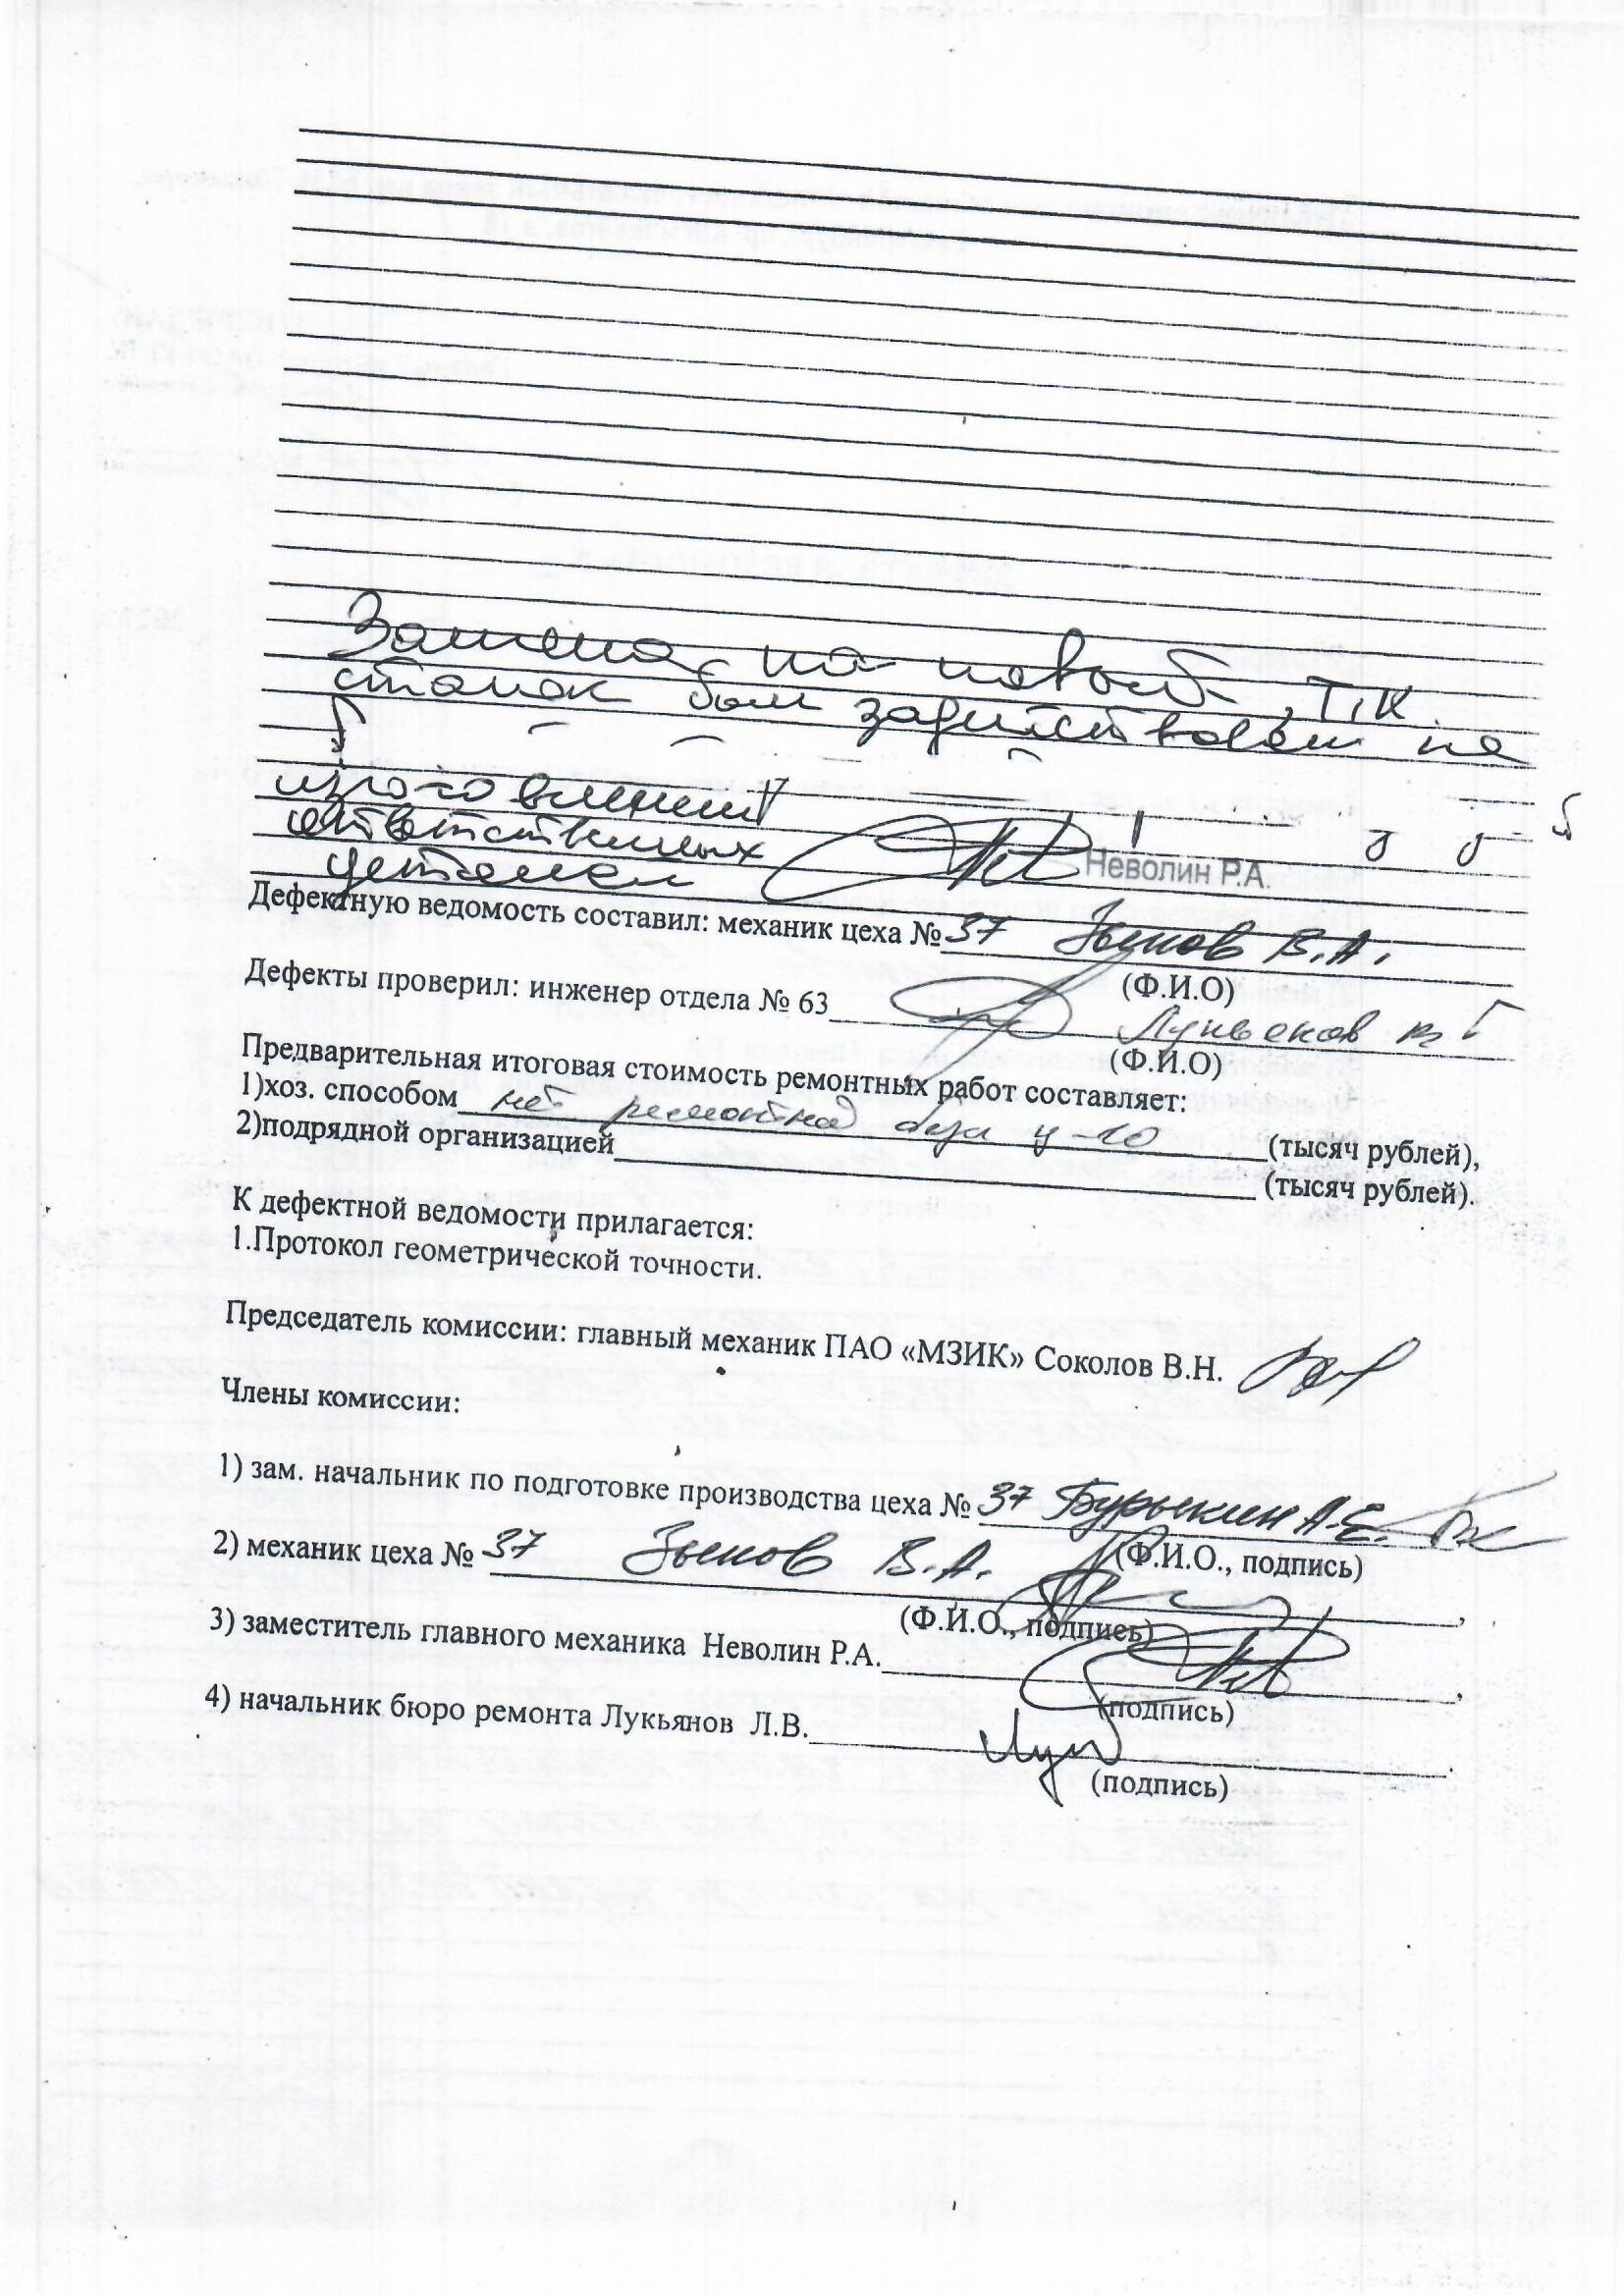 Замена на новый, т.к.
станок был задействован на
изготовлении
ответственных
деталей
Неволин Р.А.
Дефектную ведомость составил: механик цеха № 37 Зыков В.А.
(Ф.И.О)
Дефекты проверил: инженер отдела № 63
(Ф.И.О)
Предварительная итоговая стоимость ремонтных работ составляет:
1)хоз. способом нет ремонтной базы ц-10 (тысяч рублей),
2)подрядной организацией (тысяч рублей).
К дефектной ведомости прилагается:
1.Протокол геометрической точности.
Председатель комиссии: главный механик ПАО «МЗИК» Соколов В.Н.
Члены комиссии:
1) зам. начальник по подготовке производства цеха № 37 Бурыкин А.Е.
(Ф.И.О., подпись)
2) механик цеха № 37 Зыков В.А.,
(Ф.И.О., подпись)
3) заместитель главного механика Неволин Р.А.,
(подпись)
4) начальник бюро ремонта Лукьянов Л.В.
(подпись)